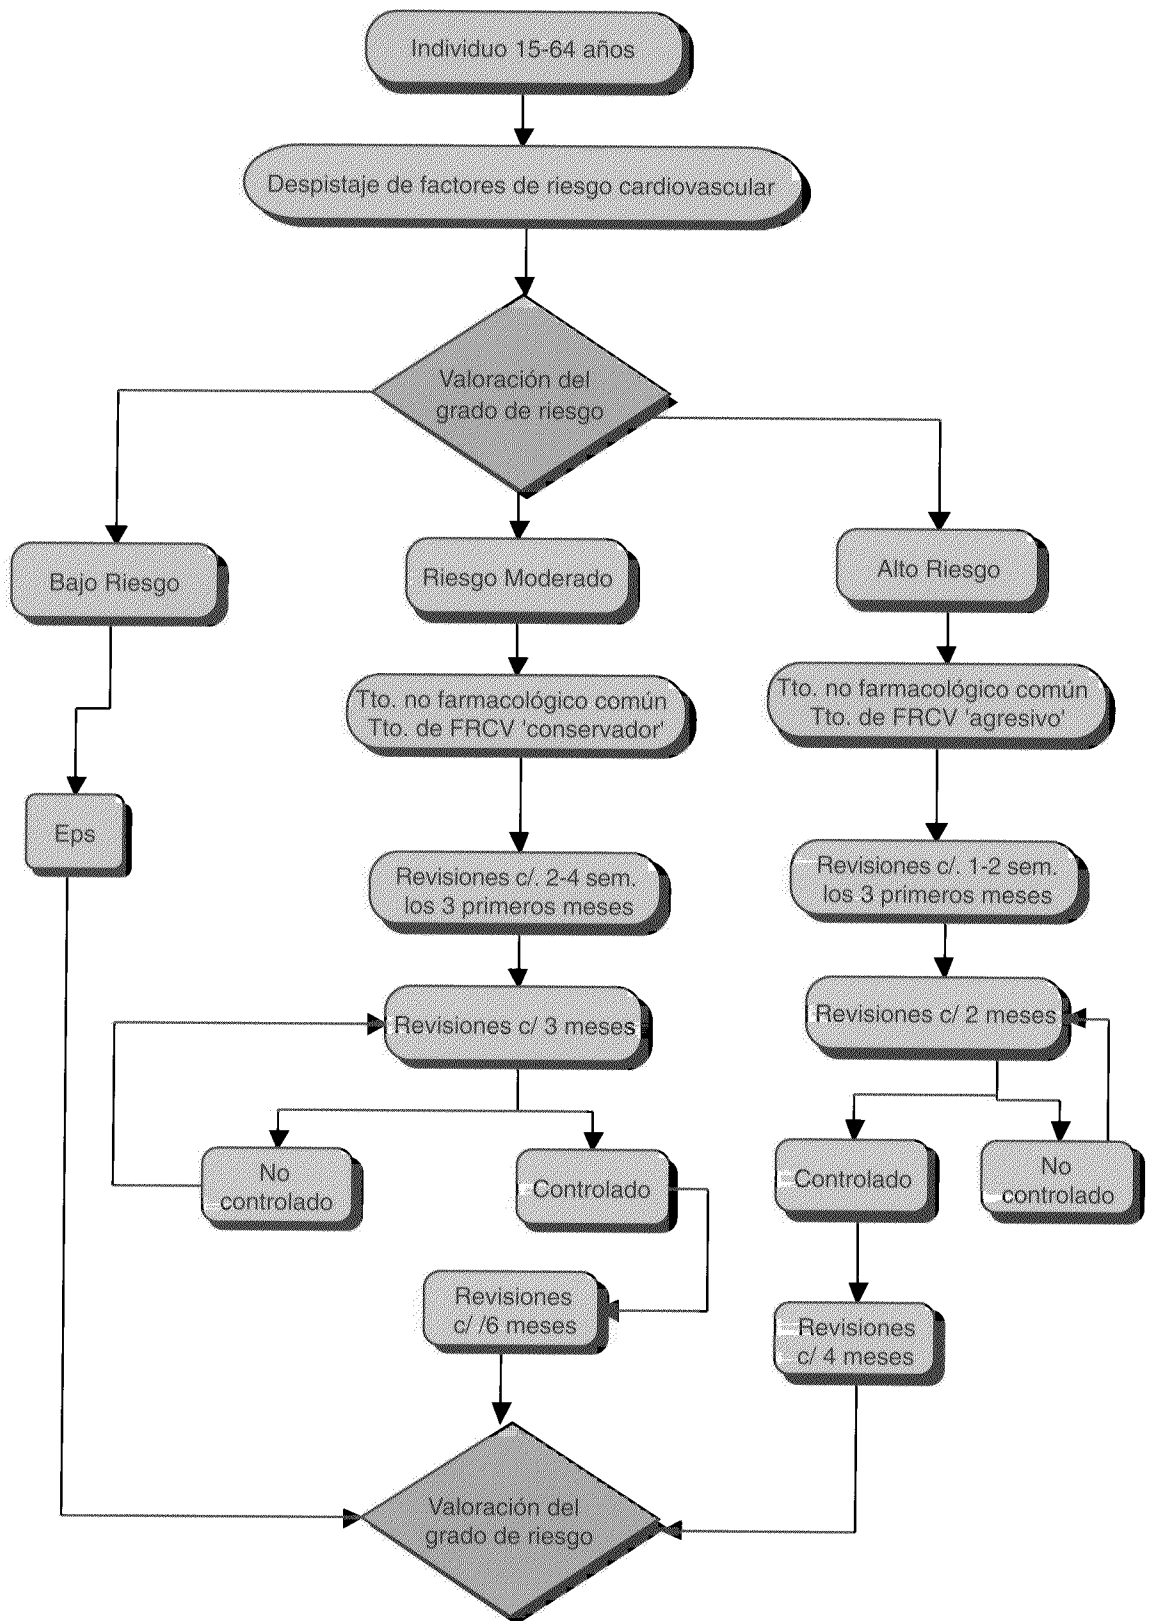 Individuo 15-64 años
Despistaje de factores de riesgo cardiovascular
Valoración del
grado de riesgo
Bajo Riesgo
Riesgo Moderado
Alto Riesgo
Tto. no farmacológico común
Tto. de FRCV 'conservador'
Tto. no farmacológico común
Tto. de FRCV 'agresivo'
Eps
Revisiones c/. 2-4 sem.
los 3 primeros meses
Revisiones c/. 1-2 sem.
los 3 primeros meses
Revisiones c/ 3 meses
Revisiones c/ 2 meses
No
controlado
Controlado
Controlado
No
controlado
Revisiones
c/ /6 meses
Revisiones
c/ 4 meses
Valoración del
grado de riesgo